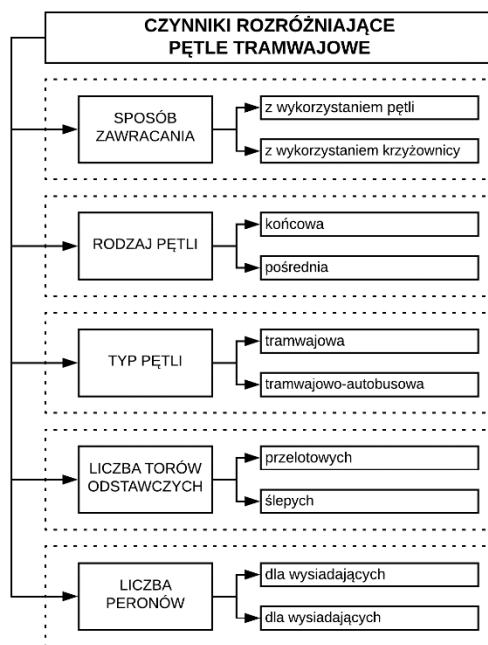 CZYNNIKI ROZRÓŻNIAJĄCE
PĘTLE TRAMWAJOWE
SPOSÓB
ZAWRACANIA
z wykorzystaniem pętli
z wykorzystaniem krzyżownicy
RODZAJ PĘTLI
końcowa
pośrednia
TYP PĘTLI
tramwajowa
tramwajowo-autobusowa
LICZBA TORÓW
ODSTAWCZYCH
przelotowych
ślepych
LICZBA
PERONÓW
dla wysiadających
dla wysiadających